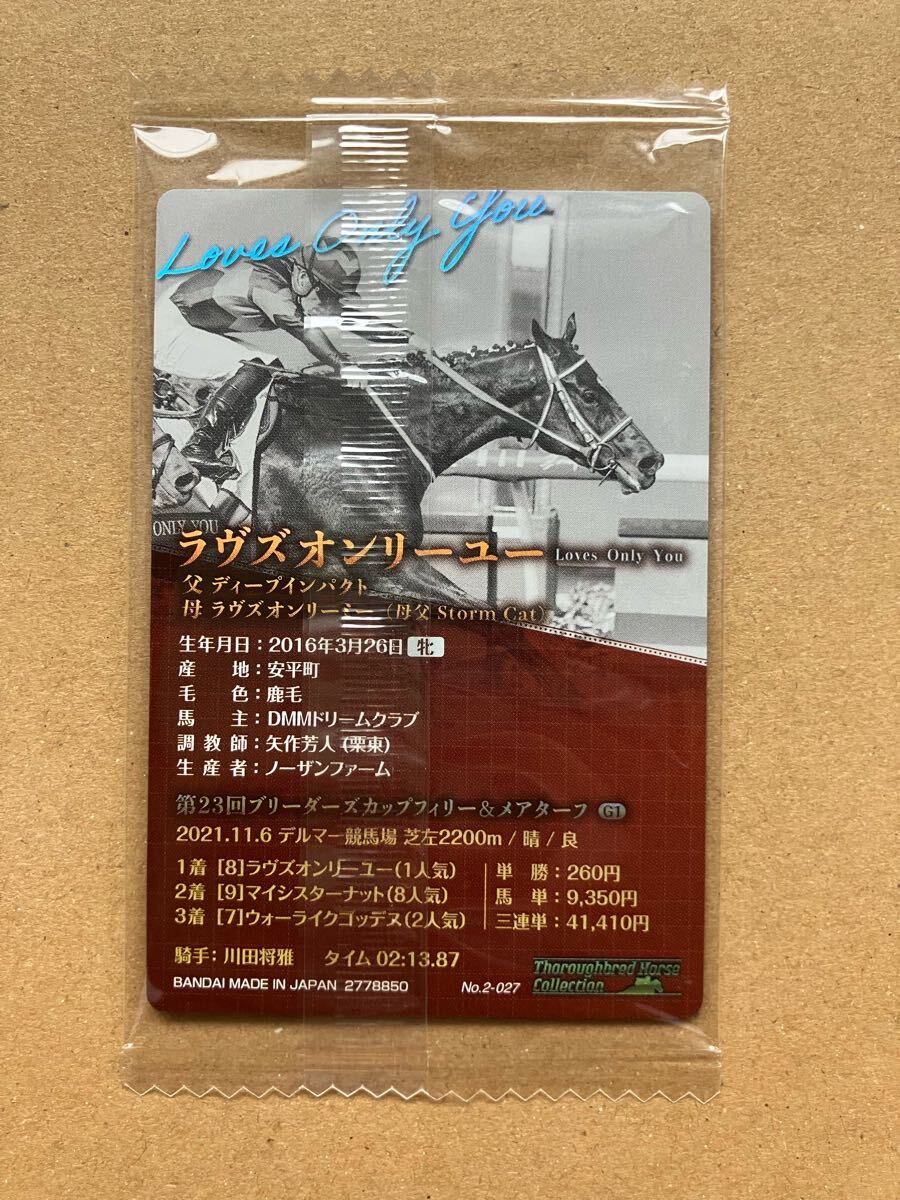 Loves Only You
ONLY YOU
ラヴズオンリーユー Loves Only You
父 ディープインパクト
母 ラヴズオンリーミー（母父 Storm Cat）
生年月日：2016年3月26日 牝
産 地：安平町
毛 色：鹿毛
馬 主：DMMドリームクラブ
調教師：矢作芳人(栗東)
生産者：ノーザンファーム
第23回ブリーダーズカップフィリー＆メアターフ G1
2021.11.6 デルマー競馬場 芝左2200m / 晴 / 良
1着 [8]ラヴズオンリーユー(1人気) 単 勝：260円
2着 [9]マイシスターナット(8人気) 馬 単：9,350円
3着 [7]ウォーライクゴッデス(2人気) 三連単：41,410円
騎手：川田将雅 タイム 02:13.87
BANDAI MADE IN JAPAN 2778850 No.2-027
Thoroughbred Horse
Collection